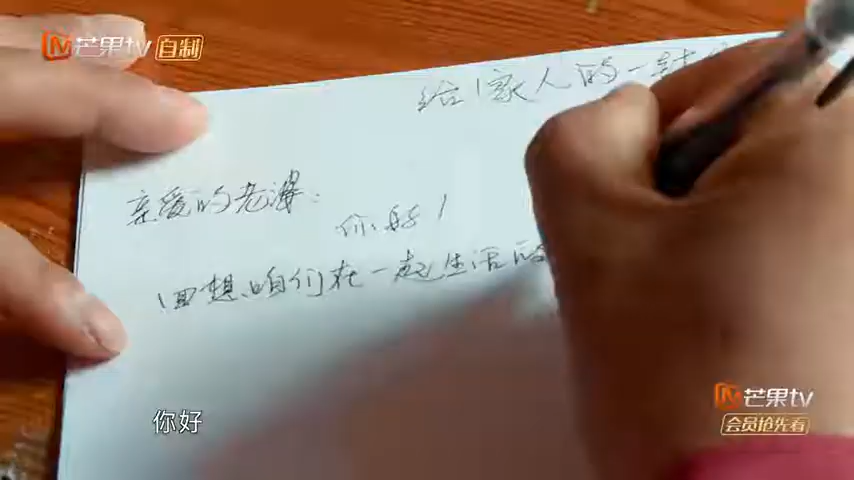 芒果tv 自制
给家人的一封
亲爱的老婆：
你好！
回想咱们在一起生活的
你好
芒果tv
会员抢先看